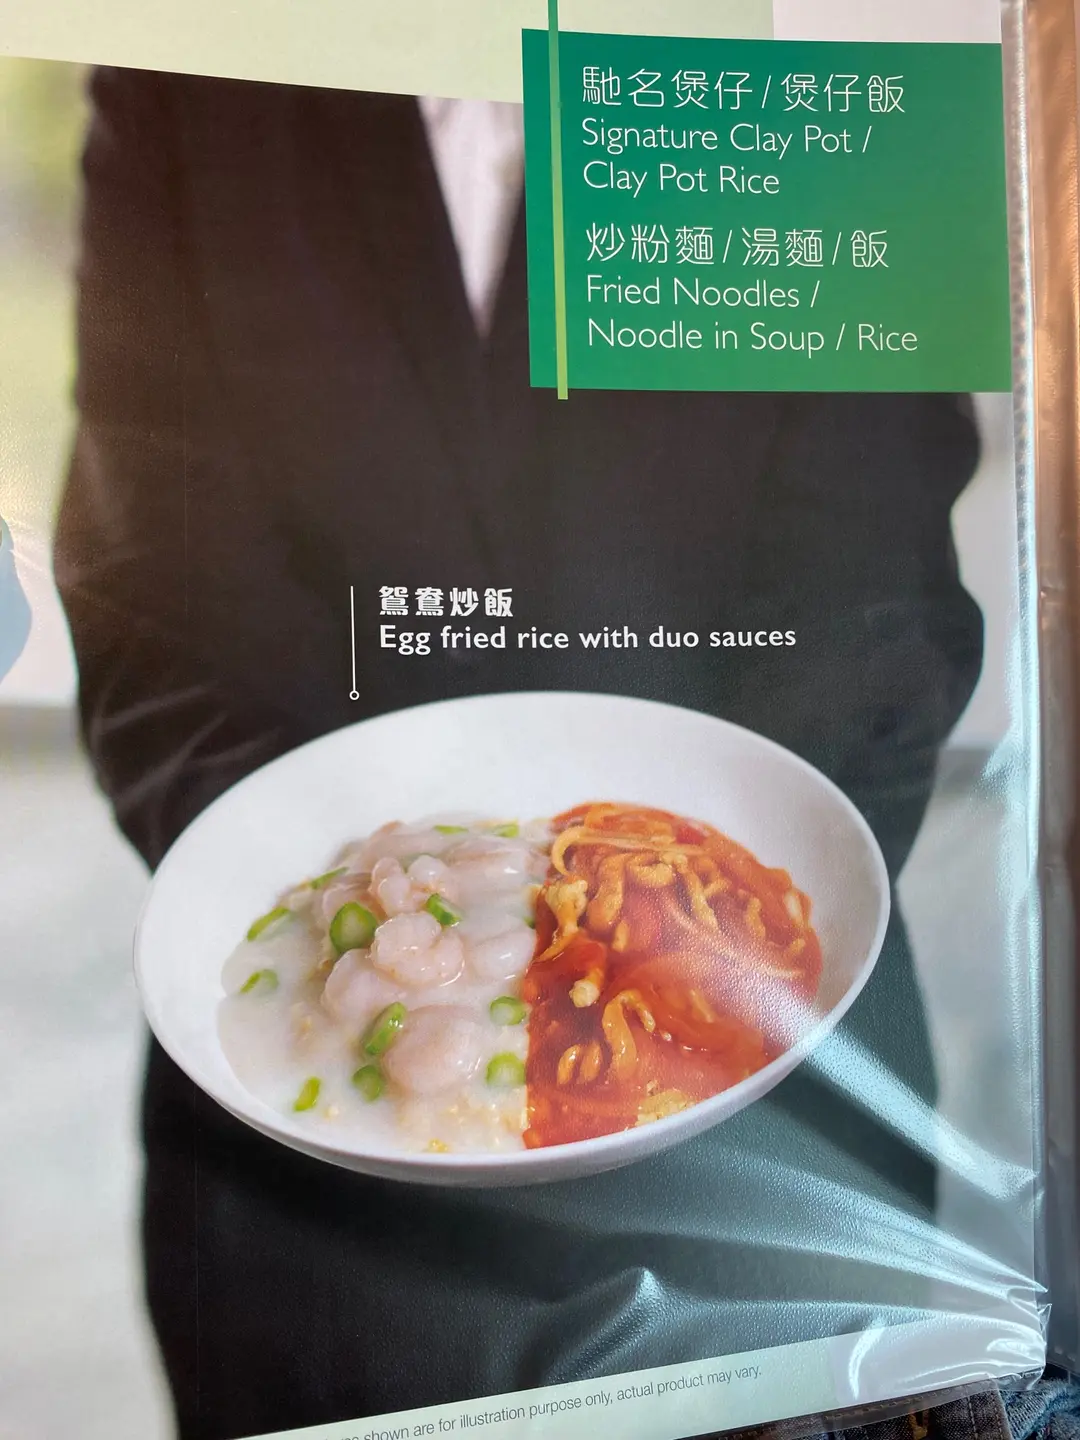 馳名煲仔/煲仔飯
Signature Clay Pot /
Clay Pot Rice
炒粉麵/湯麵/飯
Fried Noodles /
Noodle in Soup / Rice
鴛鴦炒飯
Egg fried rice with duo sauces
shown are for illustration purpose only, actual product may vary.